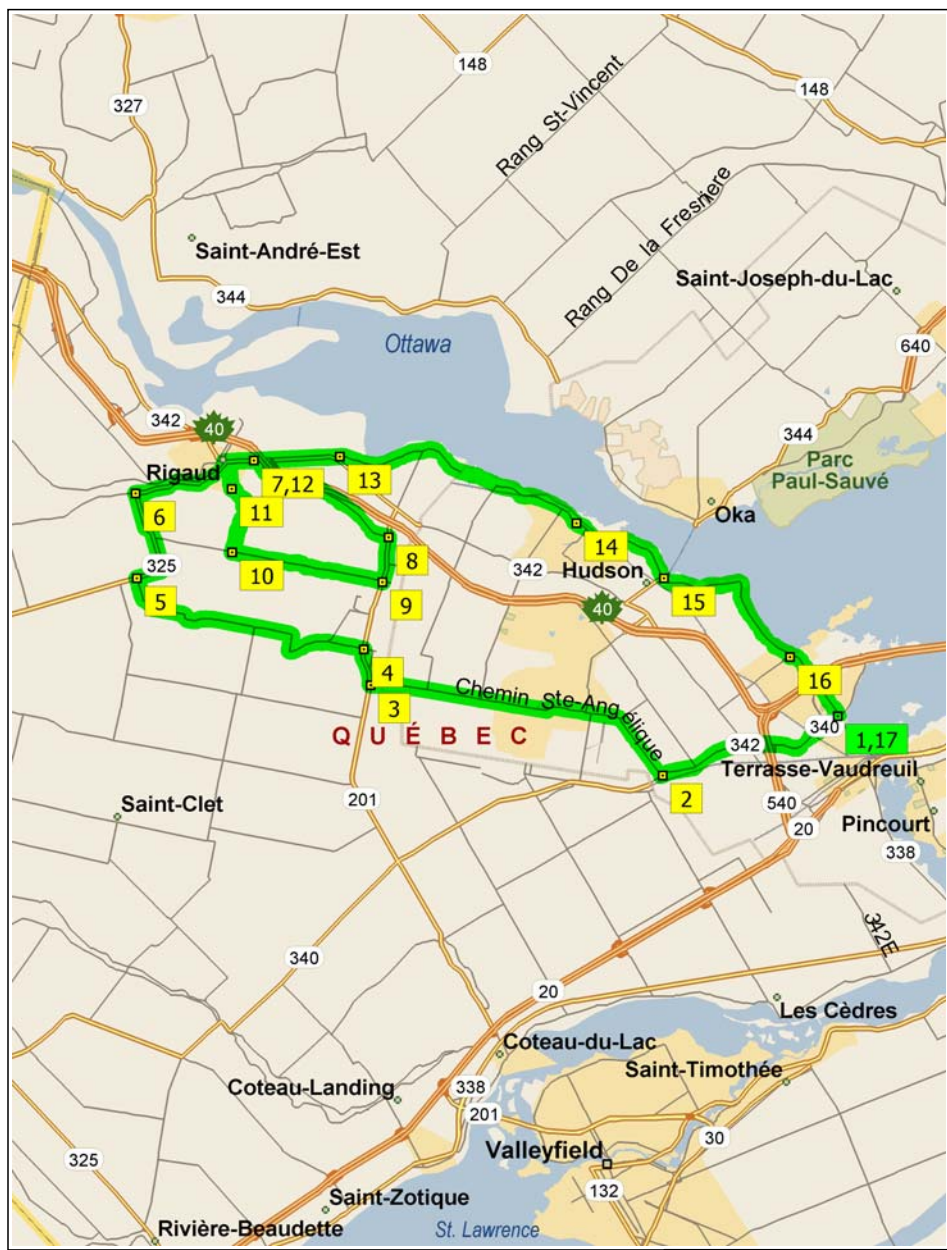 148
148
327
Rang St-Vincent
Rang De la Fresniere
Saint-André-Est
Saint-Joseph-du-Lac
344
Ottawa
640
342
40
344
Parc
Paul-Sauvé
Rigaud
7,12
13
6
11
Oka
14
8
325
10
342
Hudson
15
5
9
40
4
16
3
Chemin Ste-Angélique
QUÉBEC
340
1,17
342
Terrasse-Vaudreuil
2
201
Saint-Clet
540
20
Pincourt
338
342E
340
20
Les Cèdres
Coteau-du-Lac
Saint-Timothée
Coteau-Landing
338
201
30
Valleyfield
325
132
Saint-Zotique
Rivière-Beaudette
St. Lawrence